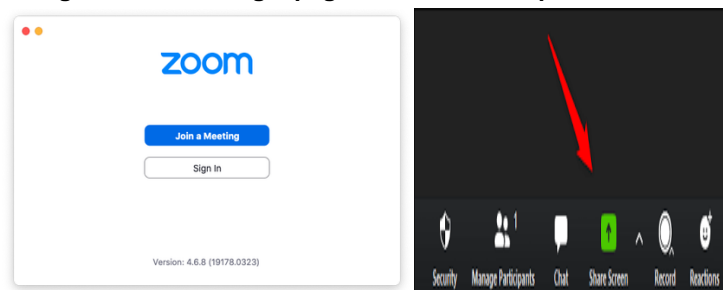 zoom
Join a Meeting
Sign In
Version: 4.6.8 (19178.0323)
1
Security Manage Participants Chat Share Screen Record Reactions